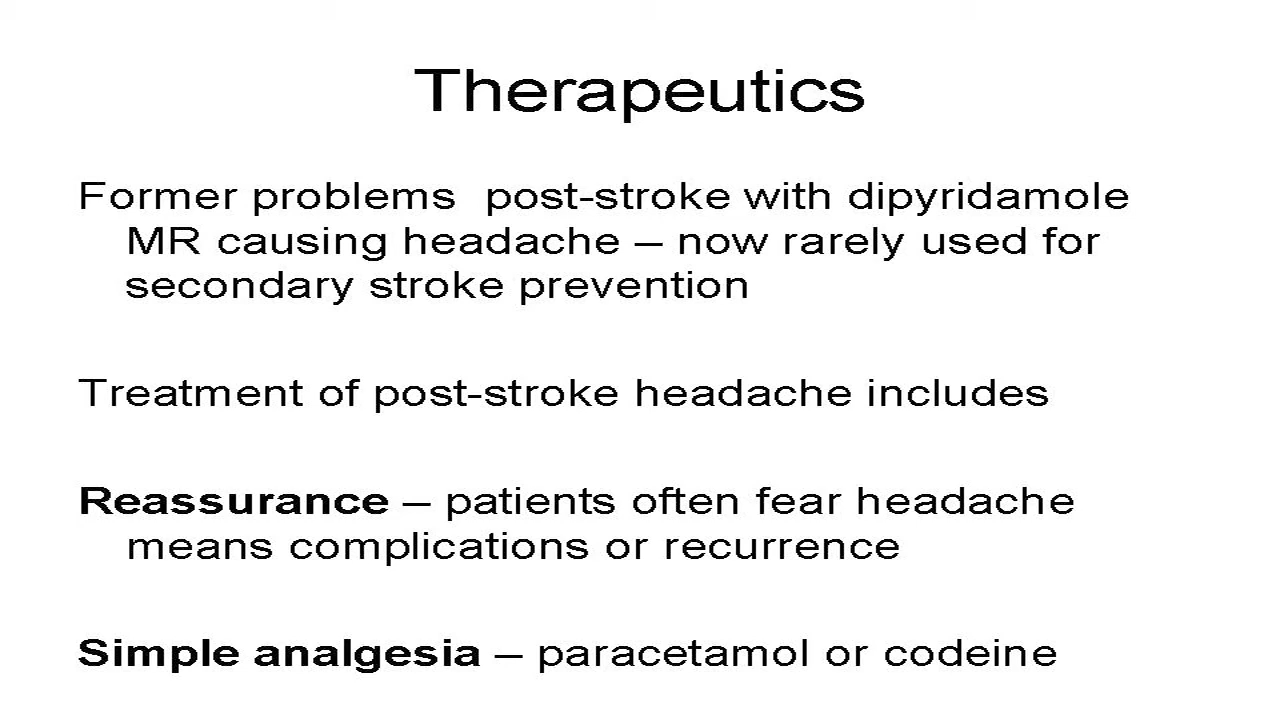 Therapeutics
Former problems  post-stroke with dipyridamole
MR causing headache – now rarely used for
secondary stroke prevention
Treatment of post-stroke headache includes
Reassurance – patients often fear headache
means complications or recurrence
Simple analgesia – paracetamol or codeine